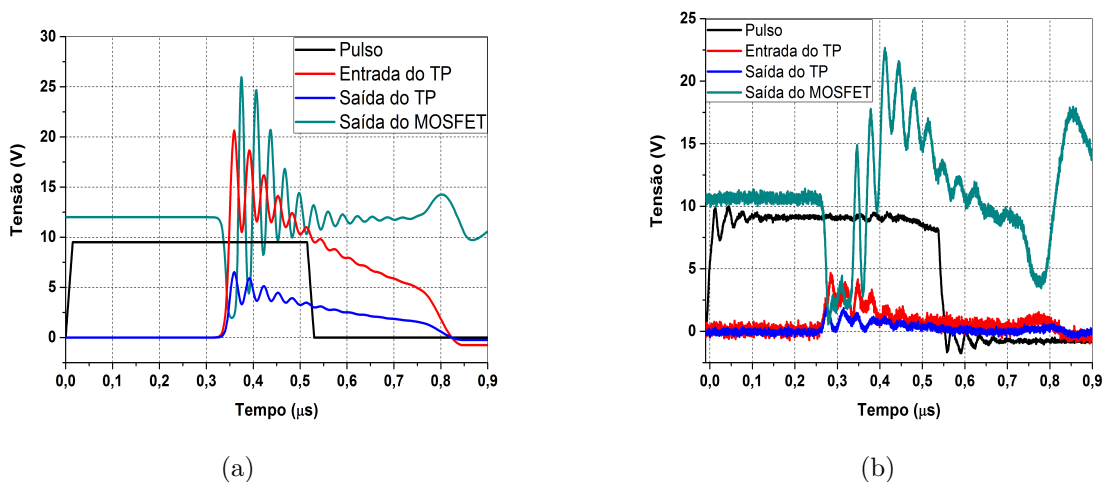 30
25
20
15
10
5
0
Tensão (V)
Pulso
Entrada do TP
Saída do TP
Saída do MOSFET
0,0 0,1 0,2 0,3 0,4 0,5 0,6 0,7 0,8 0,9
Tempo (μs)
(a)
25
20
15
10
5
0
Tensão (V)
Pulso
Entrada do TP
Saída do TP
Saída do MOSFET
0,0 0,1 0,2 0,3 0,4 0,5 0,6 0,7 0,8 0,9
Tempo (μs)
(b)